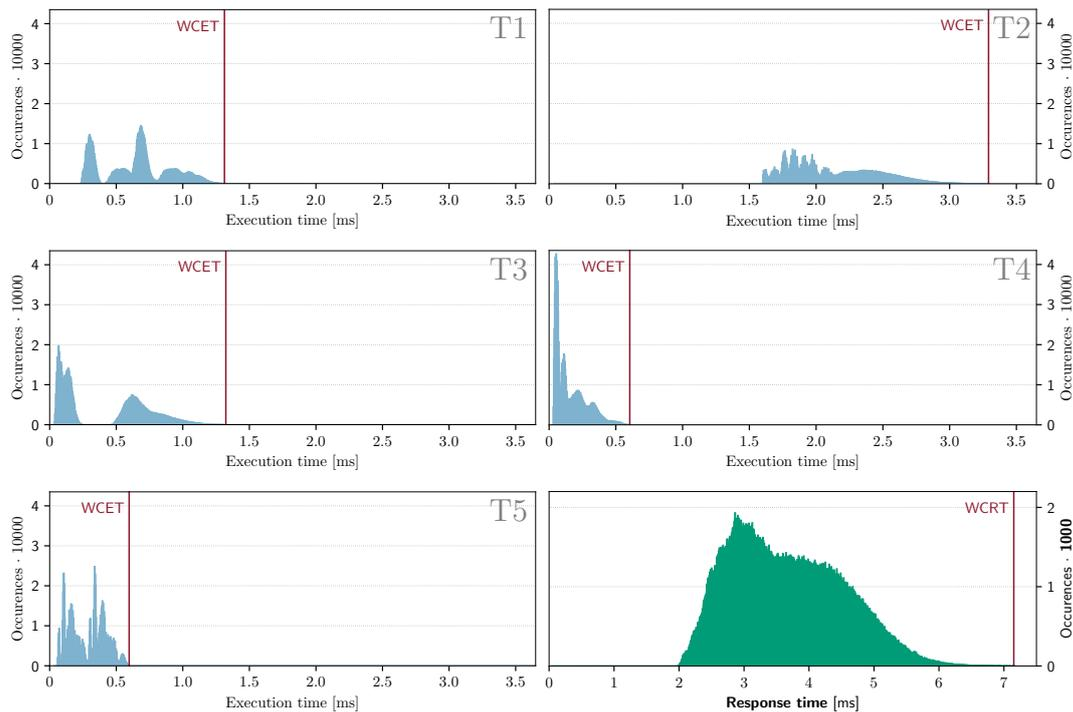 WCET
T1
4
3
2
1
0
Occurences · 10000
0 0.5 1.0 1.5 2.0 2.5 3.0 3.5
Execution time [ms]
WCET
T2
4
3
2
1
0
Occurences · 10000
0 0.5 1.0 1.5 2.0 2.5 3.0 3.5
Execution time [ms]
WCET
T3
4
3
2
1
0
Occurences · 10000
0 0.5 1.0 1.5 2.0 2.5 3.0 3.5
Execution time [ms]
WCET
T4
4
3
2
1
0
Occurences · 10000
0 0.5 1.0 1.5 2.0 2.5 3.0 3.5
Execution time [ms]
WCET
T5
4
3
2
1
0
Occurences · 10000
0 0.5 1.0 1.5 2.0 2.5 3.0 3.5
Execution time [ms]
WCRT
2
1
0
Occurences · 1000
0 1 2 3 4 5 6 7
Response time [ms]